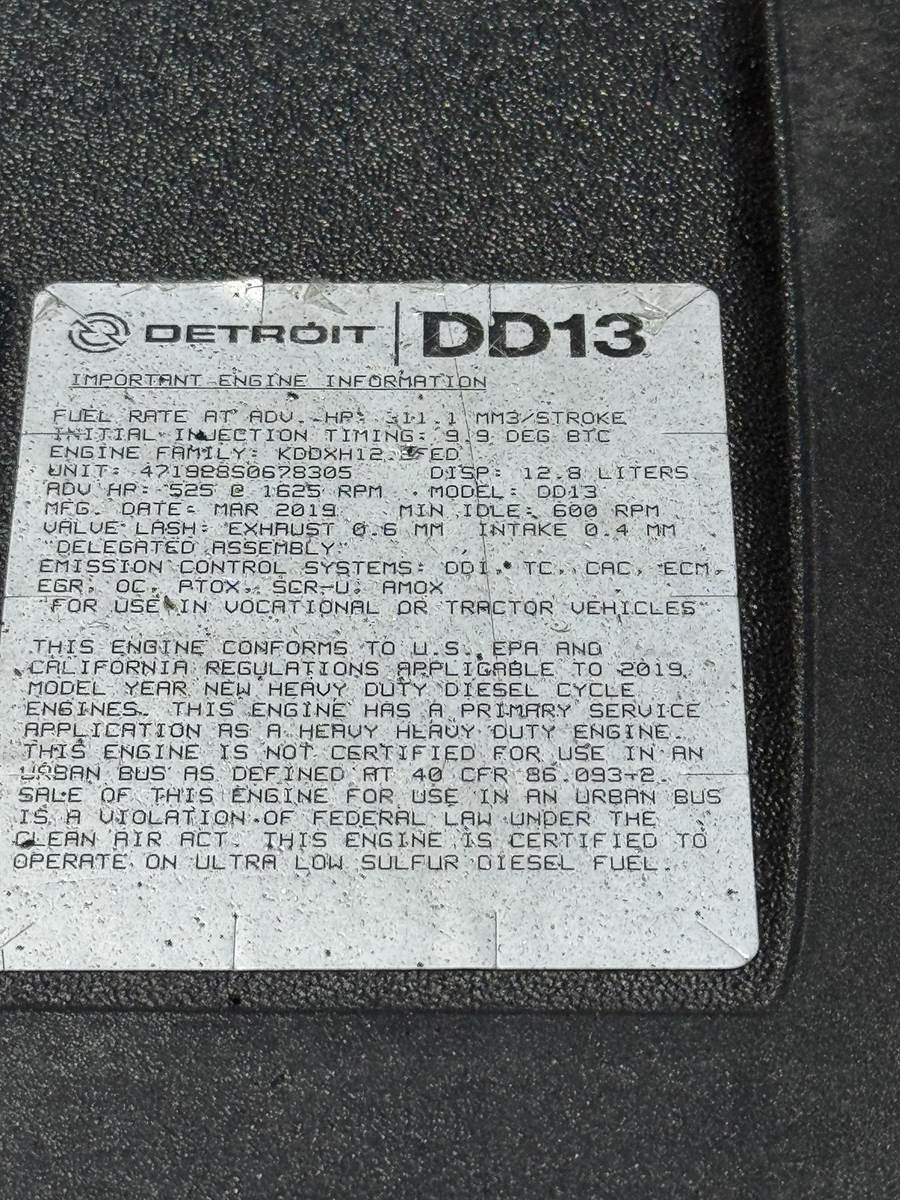 DETROIT DD13
IMPORTANT ENGINE INFORMATION
FUEL RATE AT ADV. HP: MM3/STROKE
INITIAL INJECTION TIMING: 9.9 DEG BTC
ENGINE FAMILY:
UNIT: 471928S0678305 DISP: 12.8 LITERS
ADV HP: 525 @ 1625 RPM MODEL: DD13
MFG. DATE: MAR 2019 MIN IDLE: 600 RPM
VALVE LASH: EXHAUST 0.6 MM INTAKE 0.4 MM
"DELEGATED ASSEMBLY"
EMISSION CONTROL SYSTEMS: DDI, TC, CAC, ECM,
EGR, OC, PTOX, SCR-U, AMOX
"FOR USE IN VOCATIONAL OR TRACTOR VEHICLES"
THIS ENGINE CONFORMS TO U.S. EPA AND
CALIFORNIA REGULATIONS APPLICABLE TO 2019
MODEL YEAR NEW HEAVY DUTY DIESEL CYCLE
ENGINES. THIS ENGINE HAS A PRIMARY SERVICE
APPLICATION AS A HEAVY HEAVY DUTY ENGINE.
THIS ENGINE IS NOT CERTIFIED FOR USE IN AN
URBAN BUS AS DEFINED AT 40 CFR 86.093-2.
SALE OF THIS ENGINE FOR USE IN AN URBAN BUS
IS A VIOLATION OF FEDERAL LAW UNDER THE
CLEAN AIR ACT. THIS ENGINE IS CERTIFIED TO
OPERATE ON ULTRA LOW SULFUR DIESEL FUEL.